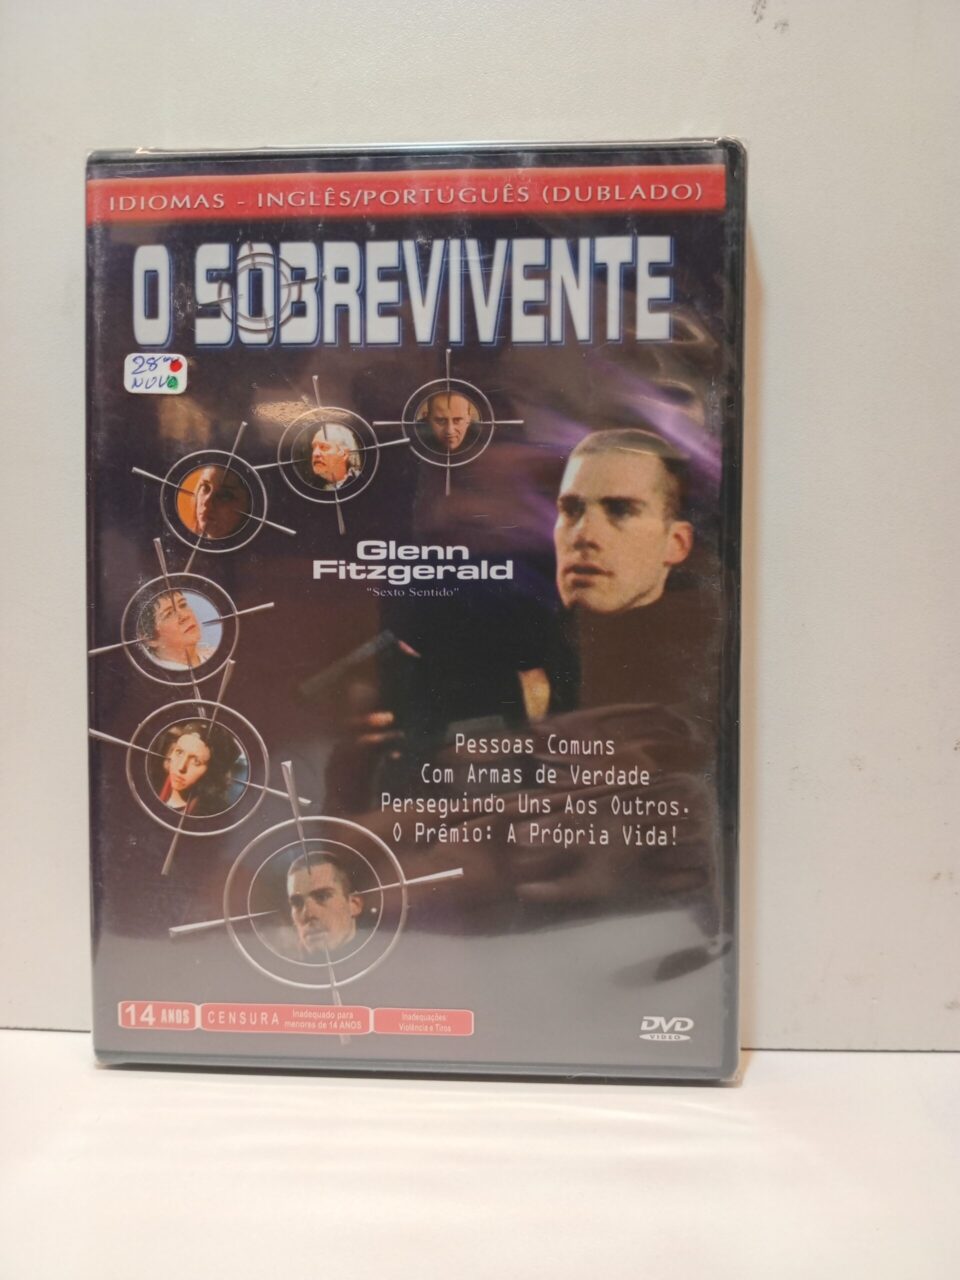 IDIOMAS - INGLÊS/PORTUGUÊS (DUBLADO)
O SOBREVIVENTE
28
NOVO
Glenn
Fitzgerald
"Sexto Sentido"
Pessoas Comuns
Com Armas de Verdade
Perseguindo Uns Aos Outros.
O Prêmio: A Própria Vida!
14 ANOS
CENSURA
Inadequado para
menores de 14 ANOS
Inadequações
Violência e Tiros
DVD
VIDEO